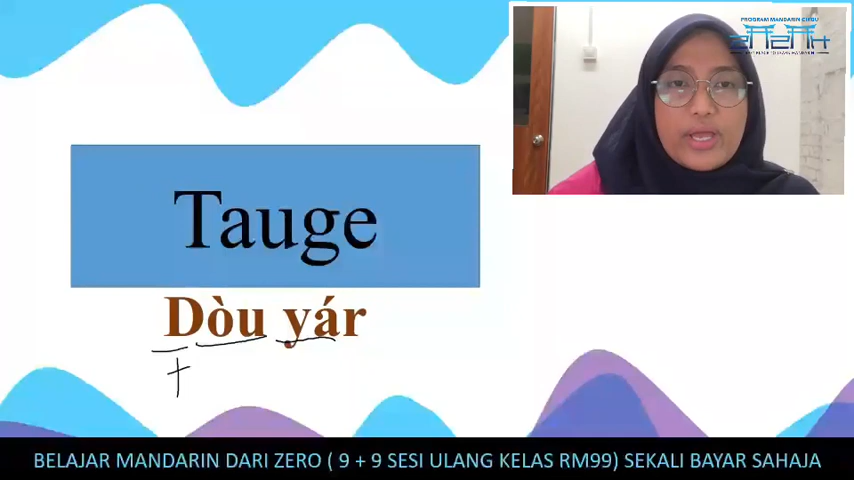 PROGRAM MANDARIN CIKGU
Tauge
Dòu yár
t
BELAJAR MANDARIN DARI ZERO ( 9 + 9 SESI ULANG KELAS RM99) SEKALI BAYAR SAHAJA